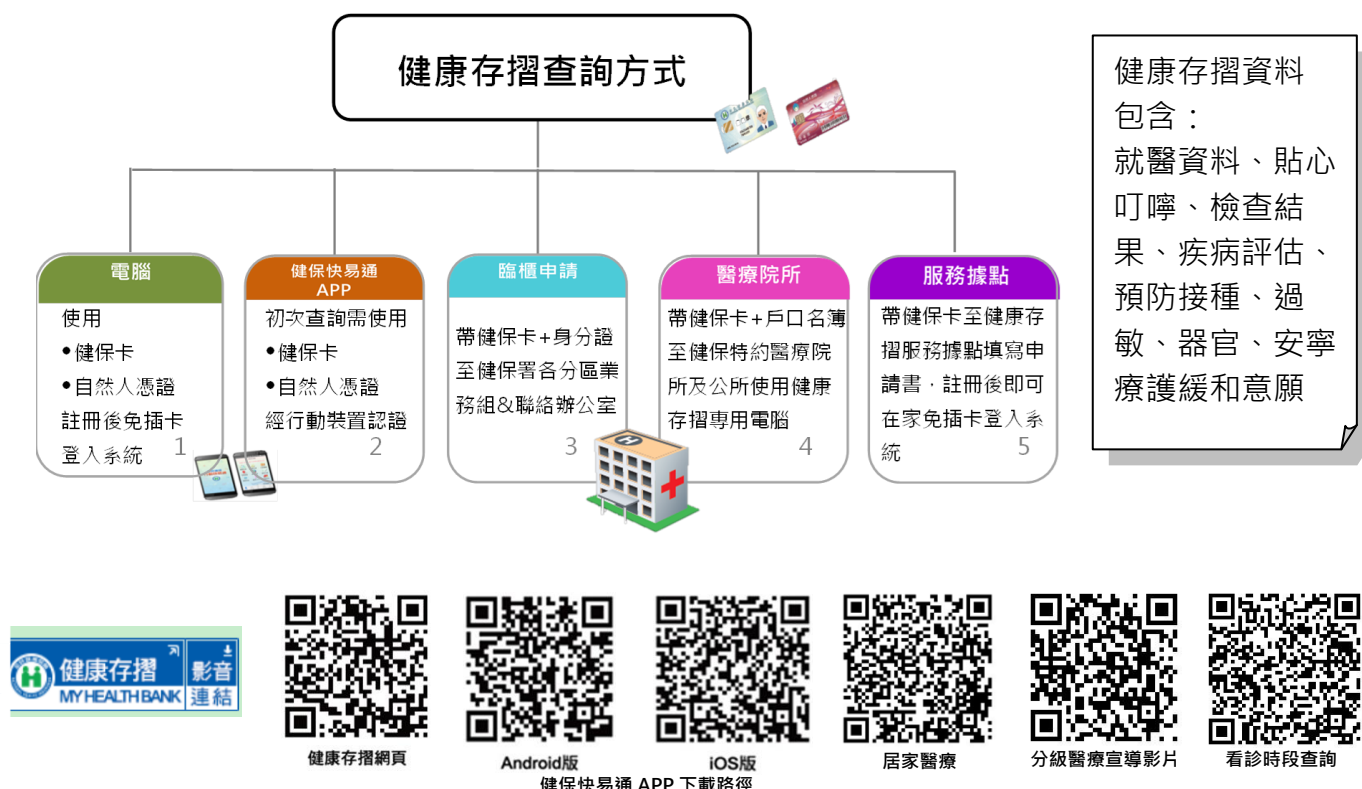 健康存摺查詢方式
健康存摺資料
包含：
就醫資料、貼心
叮嚀、檢查結
果、疾病評估、
預防接種、過
敏、器官、安寧
療護緩和意願
電腦
使用
•健保卡
•自然人憑證
註冊後免插卡
登入系統
1
健保快易通
APP
初次查詢需使用
•健保卡
•自然人憑證
經行動裝置認證
2
臨櫃申請
帶健保卡+身分證
至健保署各分區業
務組&聯絡辦公室
3
醫療院所
帶健保卡+戶口名簿
至健保特約醫療院
所及公所使用健康
存摺專用電腦
4
服務據點
帶健保卡至健康存
摺服務據點填寫申
請書，註冊後即可
在家免插卡登入系
統
5
健康存摺
MY HEALTH BANK
影音
連結
健康存摺網頁
Android版
iOS版
健保快易通 APP 下載路徑
居家醫療
分級醫療宣導影片
看診時段查詢